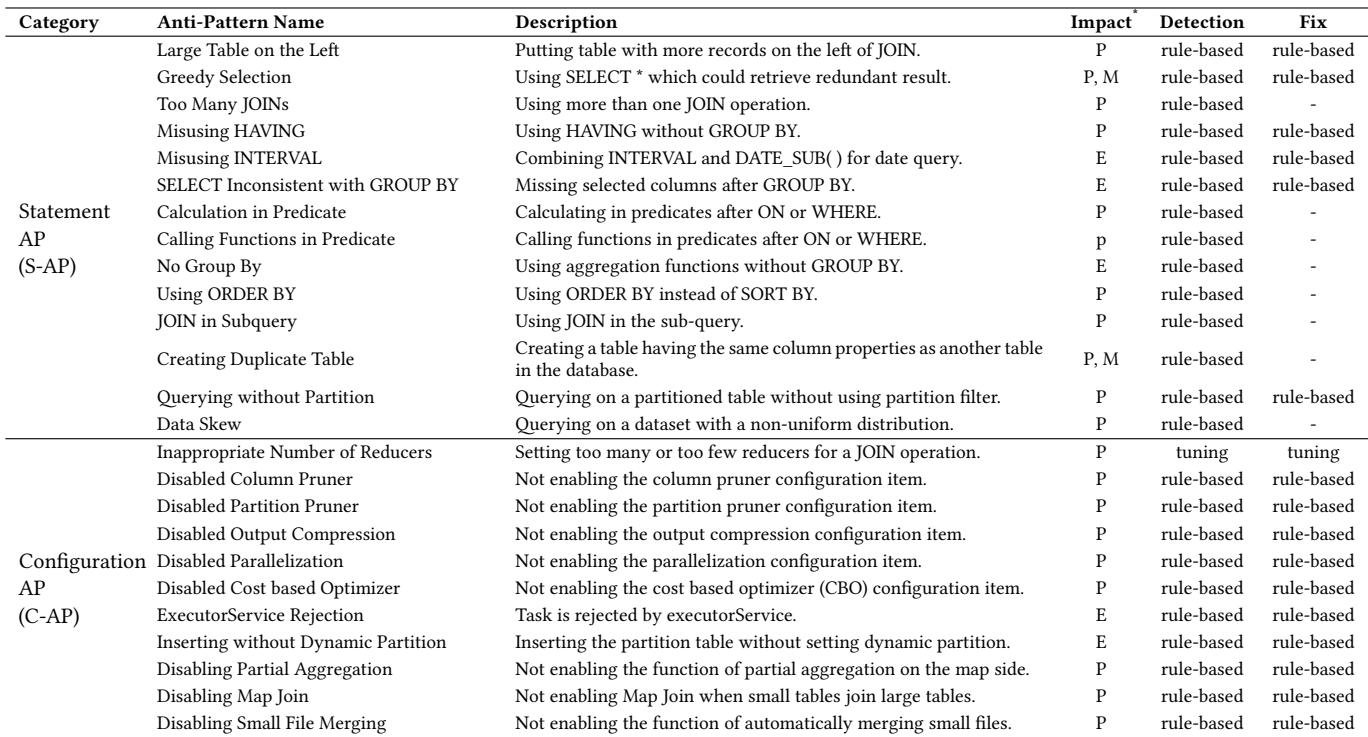 Category Anti-Pattern Name Description Impact* Detection Fix
Large Table on the Left Putting table with more records on the left of JOIN. P rule-based rule-based
Greedy Selection Using SELECT * which could retrieve redundant result. P, M rule-based rule-based
Too Many JOINs Using more than one JOIN operation. P rule-based -
Misusing HAVING Using HAVING without GROUP BY. P rule-based rule-based
Misusing INTERVAL Combining INTERVAL and DATE_SUB( ) for date query. E rule-based rule-based
SELECT Inconsistent with GROUP BY Missing selected columns after GROUP BY. E rule-based rule-based
Statement Calculation in Predicate Calculating in predicates after ON or WHERE. P rule-based -
AP Calling Functions in Predicate Calling functions in predicates after ON or WHERE. p rule-based -
(S-AP) No Group By Using aggregation functions without GROUP BY. E rule-based -
Using ORDER BY Using ORDER BY instead of SORT BY. P rule-based -
JOIN in Subquery Using JOIN in the sub-query. P rule-based -
Creating Duplicate Table Creating a table having the same column properties as another table
in the database. P, M rule-based -
Querying without Partition Querying on a partitioned table without using partition filter. P rule-based rule-based
Data Skew Querying on a dataset with a non-uniform distribution. P rule-based -
Inappropriate Number of Reducers Setting too many or too few reducers for a JOIN operation. P tuning tuning
Disabled Column Pruner Not enabling the column pruner configuration item. P rule-based rule-based
Disabled Partition Pruner Not enabling the partition pruner configuration item. P rule-based rule-based
Disabled Output Compression Not enabling the output compression configuration item. P rule-based rule-based
Configuration Disabled Parallelization Not enabling the parallelization configuration item. P rule-based rule-based
AP Disabled Cost based Optimizer Not enabling the cost based optimizer (CBO) configuration item. P rule-based rule-based
(C-AP) ExecutorService Rejection Task is rejected by executorService. E rule-based rule-based
Inserting without Dynamic Partition Inserting the partition table without setting dynamic partition. E rule-based rule-based
Disabling Partial Aggregation Not enabling the function of partial aggregation on the map side. P rule-based rule-based
Disabling Map Join Not enabling Map Join when small tables join large tables. P rule-based rule-based
Disabling Small File Merging Not enabling the function of automatically merging small files. P rule-based rule-based